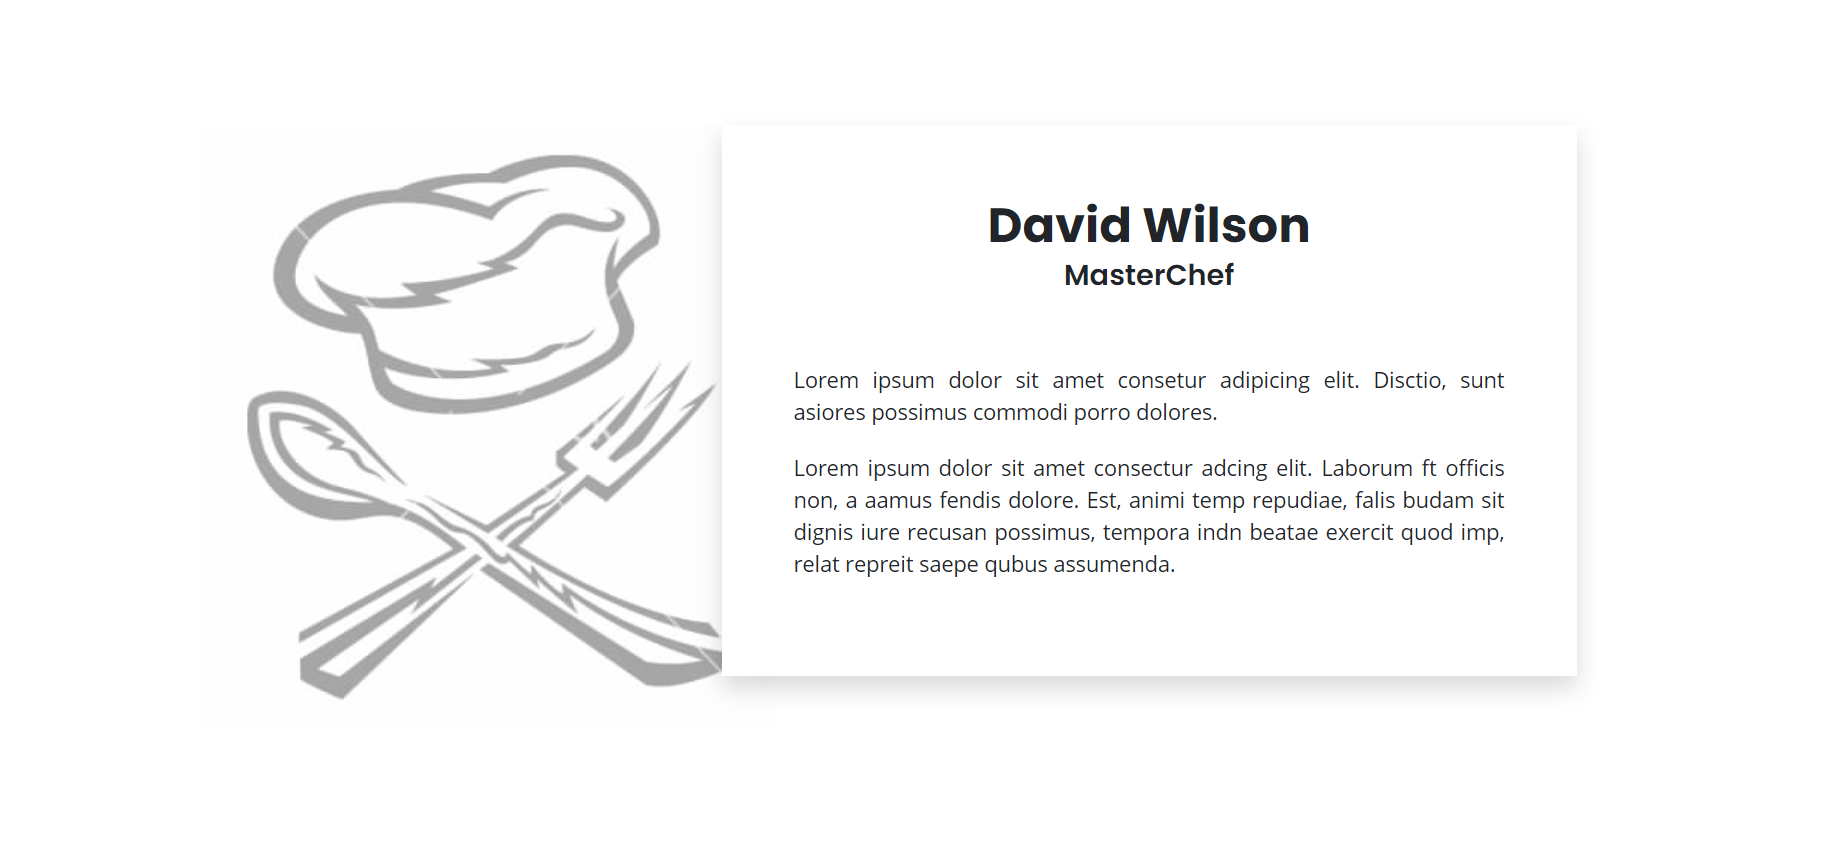 David Wilson
MasterChef
Lorem ipsum dolor sit amet consetur adipicing elit. Disctio, sunt
asiores possimus commodi porro dolores.
Lorem ipsum dolor sit amet consectur adcing elit. Laborum ft officis
non, a aamus fendis dolore. Est, animi temp repudiae, falis budam sit
dignis iure recusan possimus, tempora indn beatae exercit quod imp,
relat repreit saepe qubus assumenda.